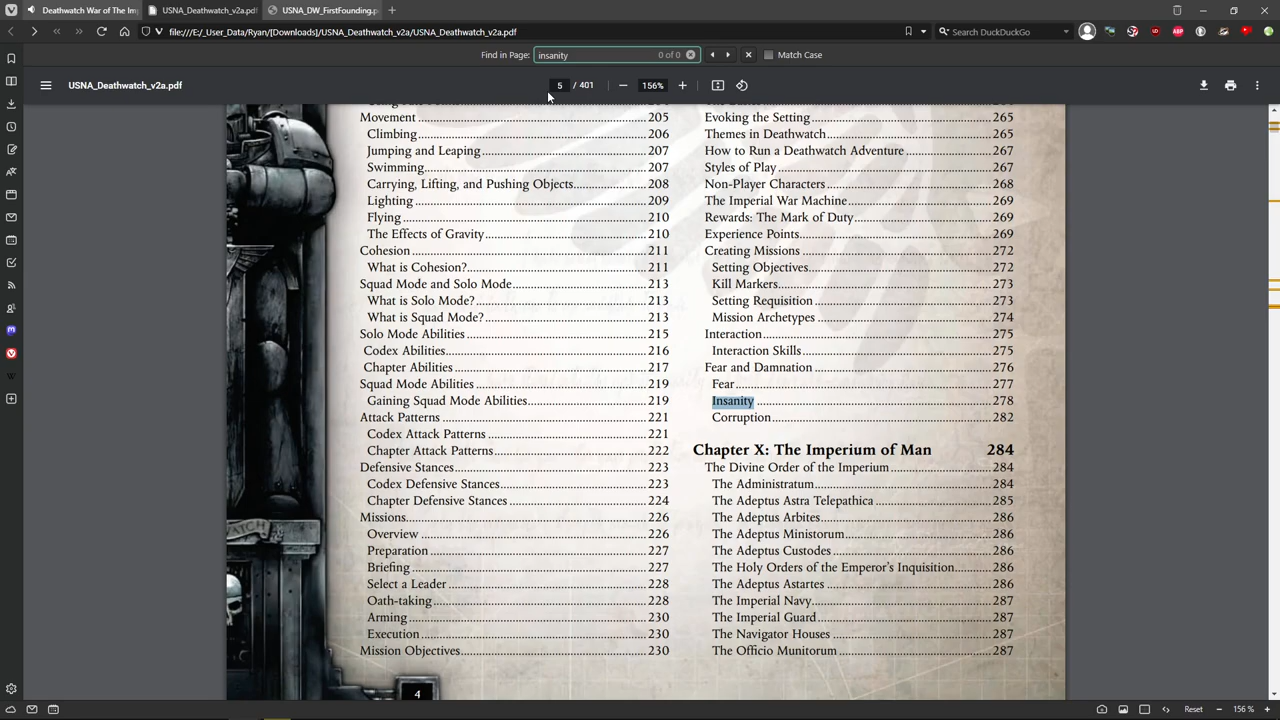 Deathwatch War of The Im
USNA_Deathwatch_v2a.pdf
USNA_DW_FirstFounding.p
file:///E:/_User_Data/Ryan/[Downloads]/USNA_Deathwatch_v2a/USNA_Deathwatch_v2a.pdf
Search DuckDuckGo
Find in Page:
insanity
0 of 0
Match Case
USNA_Deathwatch_v2a.pdf
5 / 401
156%
Movement 205
Climbing 206
Jumping and Leaping 207
Swimming 207
Carrying, Lifting, and Pushing Objects 208
Lighting 209
Flying 210
The Effects of Gravity 210
Cohesion 211
What is Cohesion? 211
Squad Mode and Solo Mode 213
What is Solo Mode? 213
What is Squad Mode? 213
Solo Mode Abilities 215
Codex Abilities 216
Chapter Abilities 217
Squad Mode Abilities 219
Gaining Squad Mode Abilities 219
Attack Patterns 221
Codex Attack Patterns 221
Chapter Attack Patterns 222
Defensive Stances 223
Codex Defensive Stances 223
Chapter Defensive Stances 224
Missions 226
Overview 226
Preparation 227
Briefing 227
Select a Leader 228
Oath-taking 228
Arming 230
Execution 230
Mission Objectives 230
Evoking the Setting 265
Themes in Deathwatch 265
How to Run a Deathwatch Adventure 267
Styles of Play 267
Non-Player Characters 268
The Imperial War Machine 269
Rewards: The Mark of Duty 269
Experience Points 269
Creating Missions 272
Setting Objectives 272
Kill Markers 273
Setting Requisition 273
Mission Archetypes 274
Interaction 275
Interaction Skills 275
Fear and Damnation 276
Fear 277
Insanity 278
Corruption 282
Chapter X: The Imperium of Man 284
The Divine Order of the Imperium 284
The Administratum 284
The Adeptus Astra Telepathica 285
The Adeptus Arbites 286
The Adeptus Ministorum 286
The Adeptus Custodes 286
The Holy Orders of the Emperor's Inquisition 286
The Adeptus Astartes 286
The Imperial Navy 287
The Imperial Guard 287
The Navigator Houses 287
The Officio Munitorum 287
4
Reset
156 %